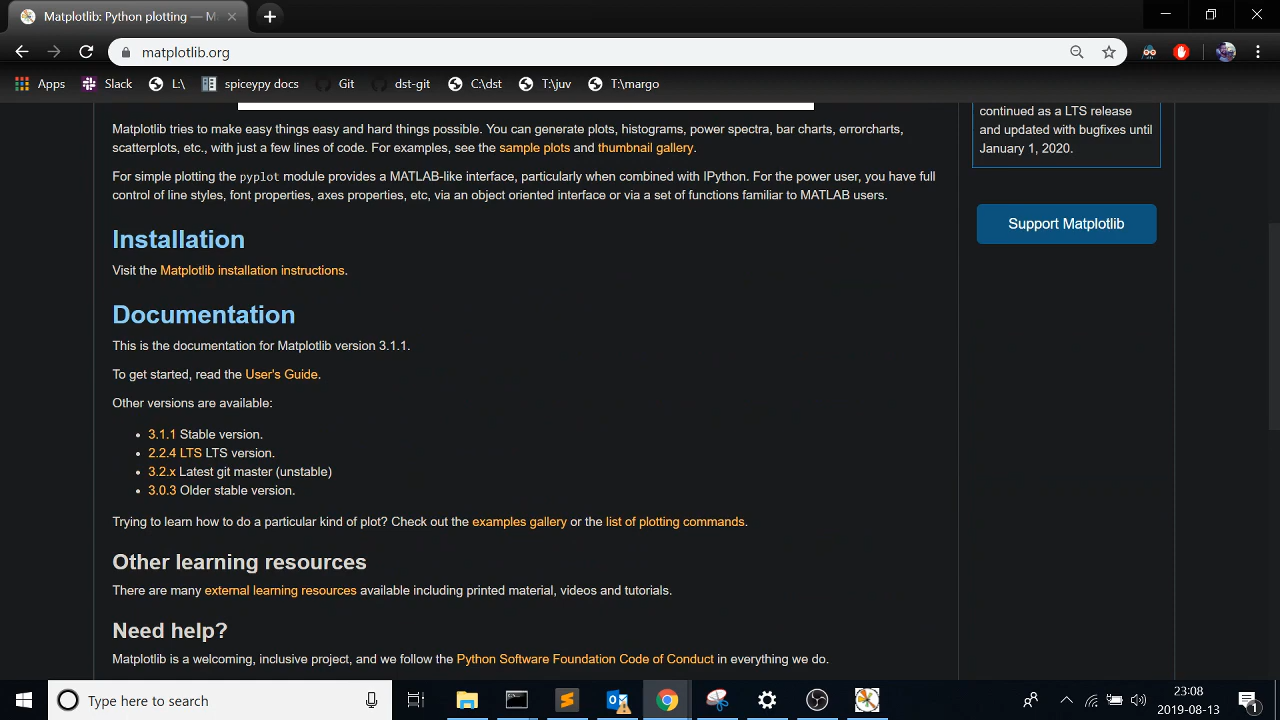 Matplotlib: Python plotting — M
matplotlib.org
Apps Slack L:\ spiceypy docs Git dst-git C:\dst T:\juv T:\margo
continued as a LTS release
and updated with bugfixes until
January 1, 2020.
Support Matplotlib
Matplotlib tries to make easy things easy and hard things possible. You can generate plots, histograms, power spectra, bar charts, errorcharts,
scatterplots, etc., with just a few lines of code. For examples, see the sample plots and thumbnail gallery.
For simple plotting the pyplot module provides a MATLAB-like interface, particularly when combined with IPython. For the power user, you have full
control of line styles, font properties, axes properties, etc, via an object oriented interface or via a set of functions familiar to MATLAB users.
Installation
Visit the Matplotlib installation instructions.
Documentation
This is the documentation for Matplotlib version 3.1.1.
To get started, read the User's Guide.
Other versions are available:
• 3.1.1 Stable version.
• 2.2.4 LTS LTS version.
• 3.2.x Latest git master (unstable)
• 3.0.3 Older stable version.
Trying to learn how to do a particular kind of plot? Check out the examples gallery or the list of plotting commands.
Other learning resources
There are many external learning resources available including printed material, videos and tutorials.
Need help?
Matplotlib is a welcoming, inclusive project, and we follow the Python Software Foundation Code of Conduct in everything we do.
Type here to search
23:08
2019-08-13
1